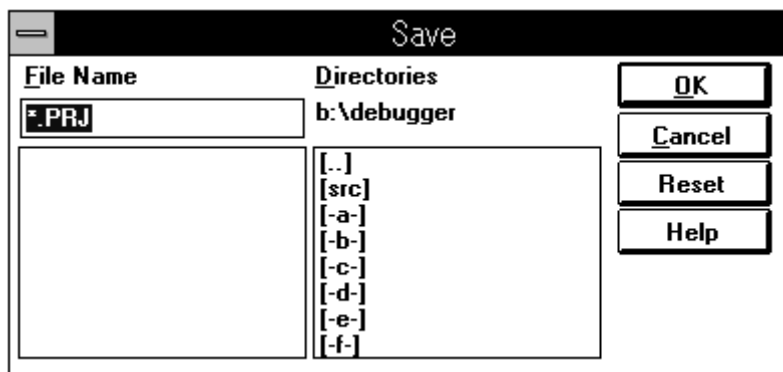 Save
File Name
*.PRJ
Directories
b:\debugger
[..]
[src]
[-a-]
[-b-]
[-c-]
[-d-]
[-e-]
[-f-]
OK
Cancel
Reset
Help